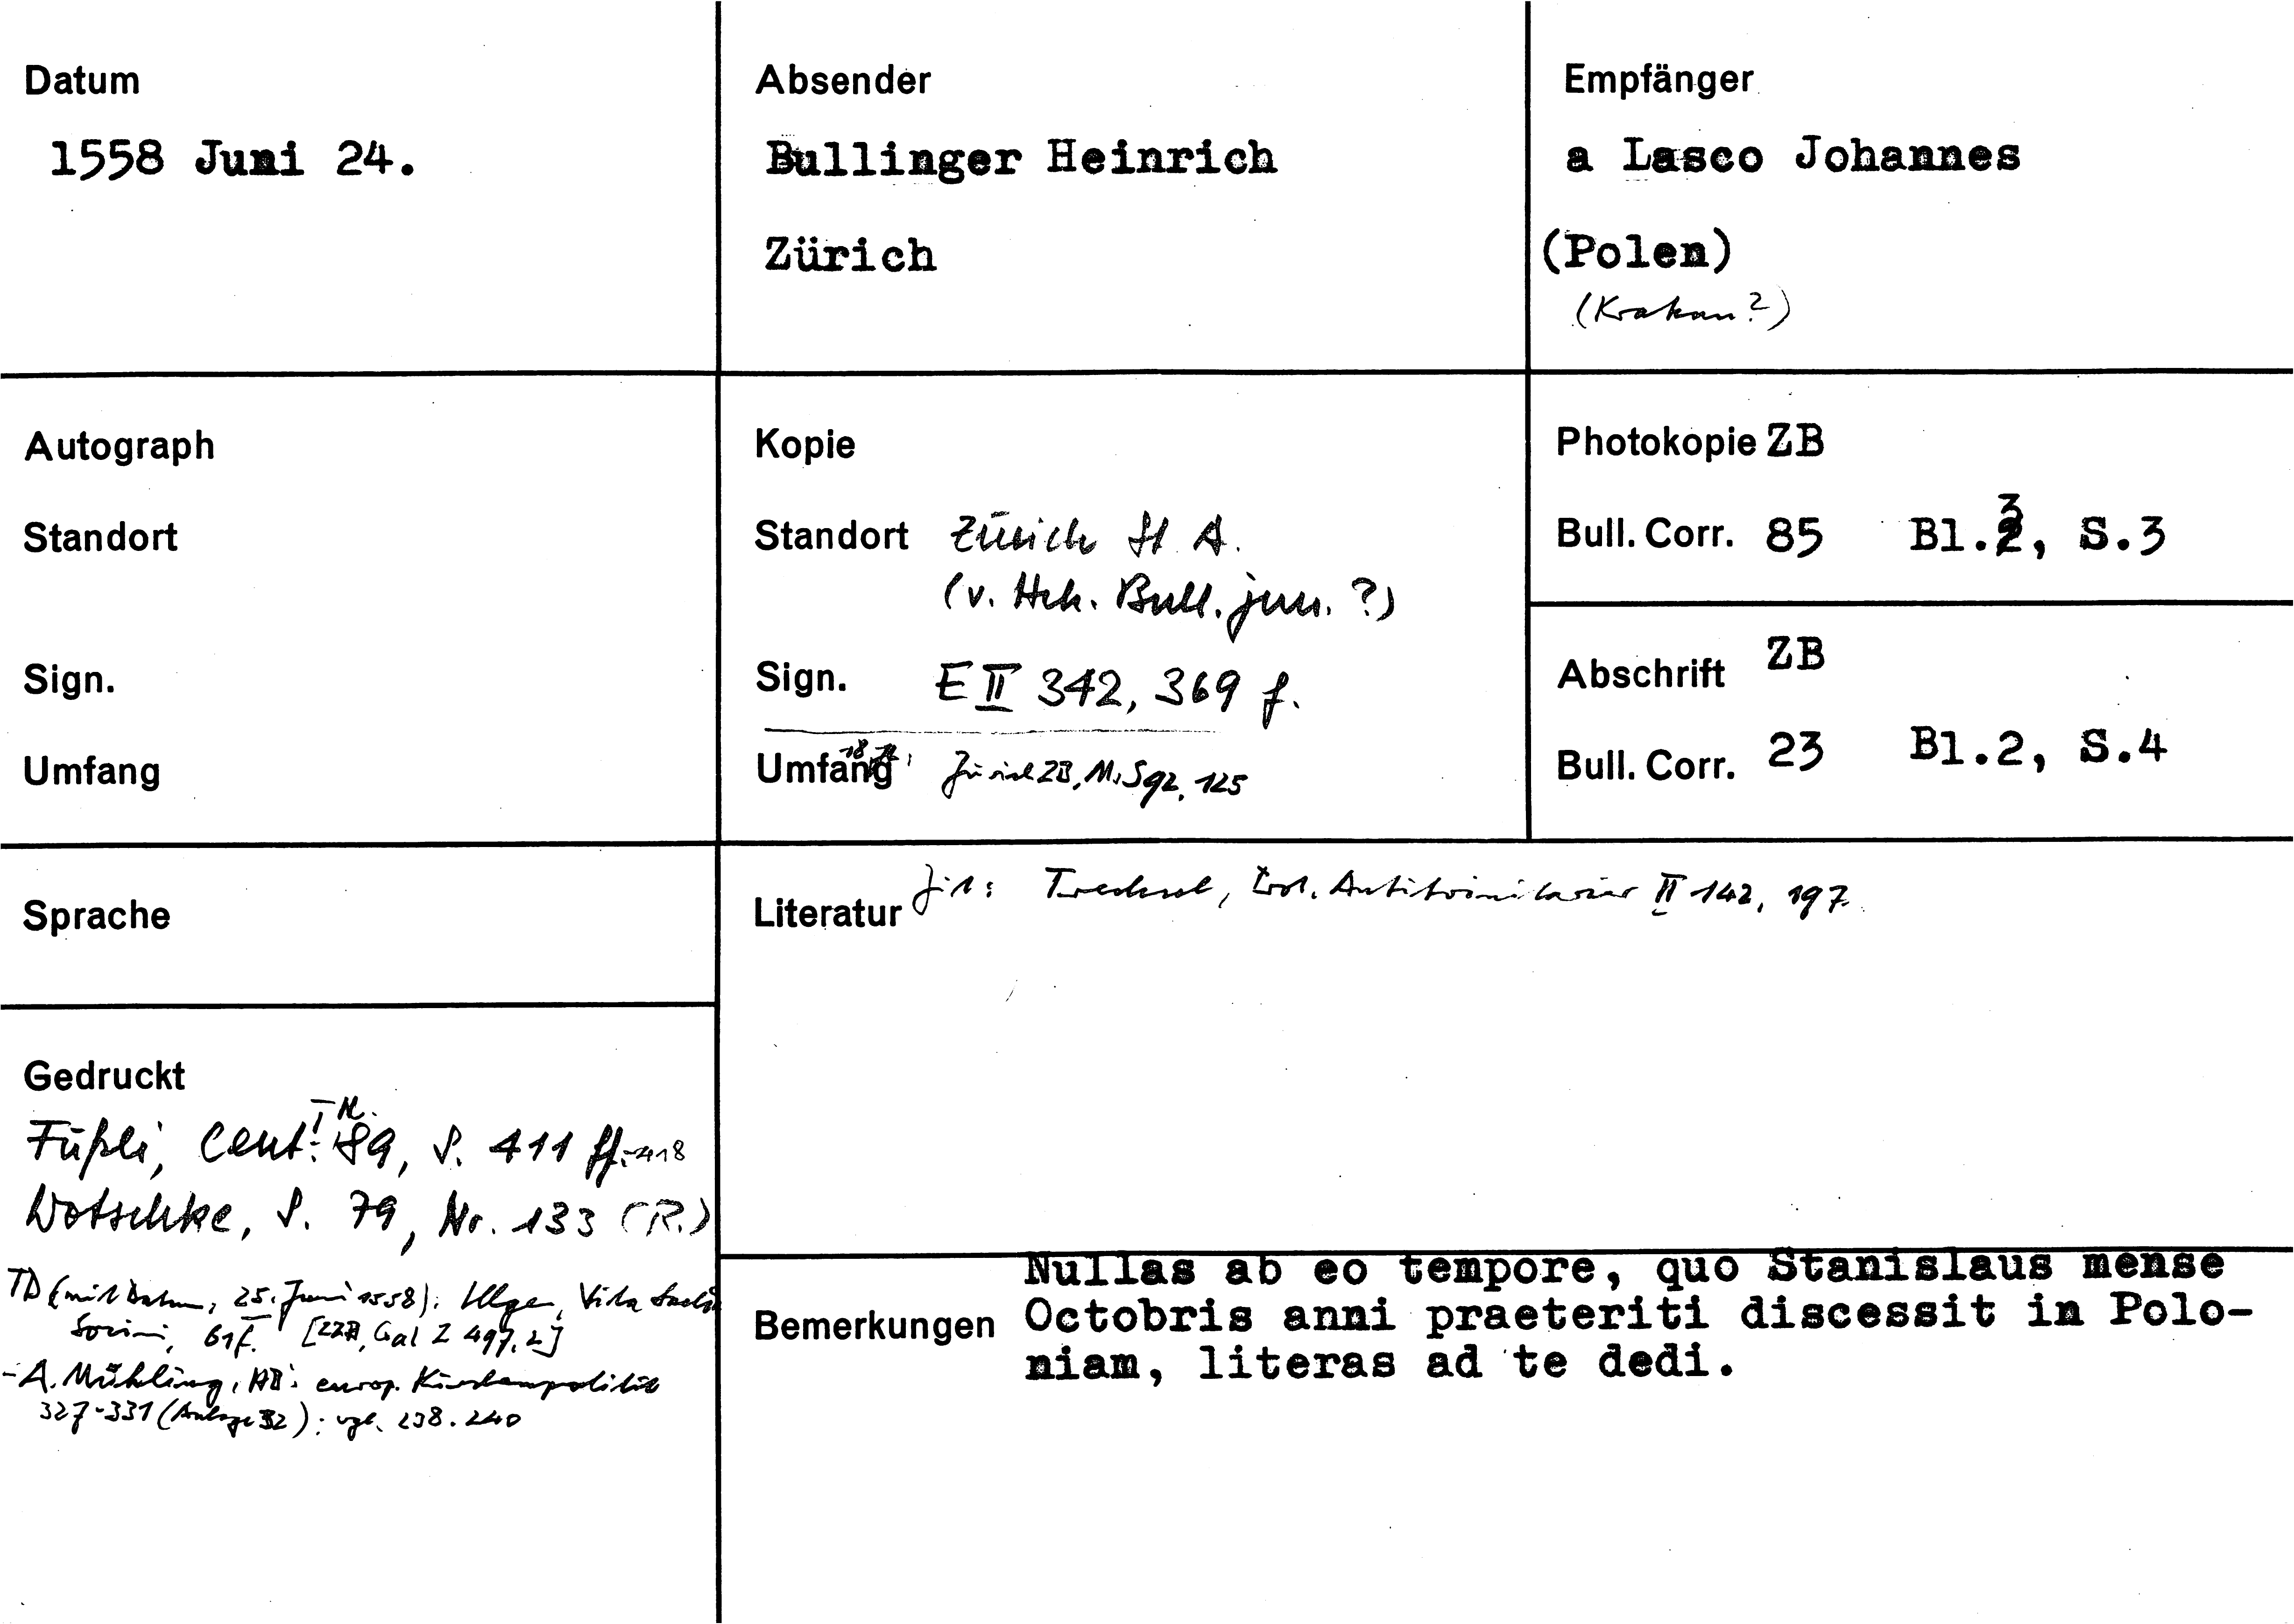 Datum
1558 Juni 24.
Absender
Bullinger Heinrich
Zürich
Empfänger
a Lasco Johannes
(Polen)
(Krakau?)
Autograph
Standort
Sign.
Umfang
Kopie
Standort Zürich St A.
(v. Hch. Bull. jun. ?)
Sign. E II 342, 369 f.
Umfang Zürich ZB, Ms S 92, 125
Photokopie ZB
Bull. Corr. 85 Bl.3, S.3
Abschrift ZB
Bull. Corr. 23 Bl.2, S.4
Sprache
Literatur Zit: Trechsel, Prot. Antitrinitarier II 142, 197
Gedruckt
Füßli, Cent. I 89, S. 411 ff.-418
Wotschke, S. 79, Nr. 133 (R.)
TD (mit Datum, 25. Juni 1558): Illgen, Vita Laelii
Socini, 61 f. [ZZB, Gal Z 497,2]
- A. Mühling, HB's europ. Kirchenpolitik
327-331 (Anlage 32); vgl. 238. 240
Bemerkungen
Nullas ab eo tempore, quo Stanislaus mense
Octobris anni praeteriti discessit in Polo-
niam, literas ad te dedi.